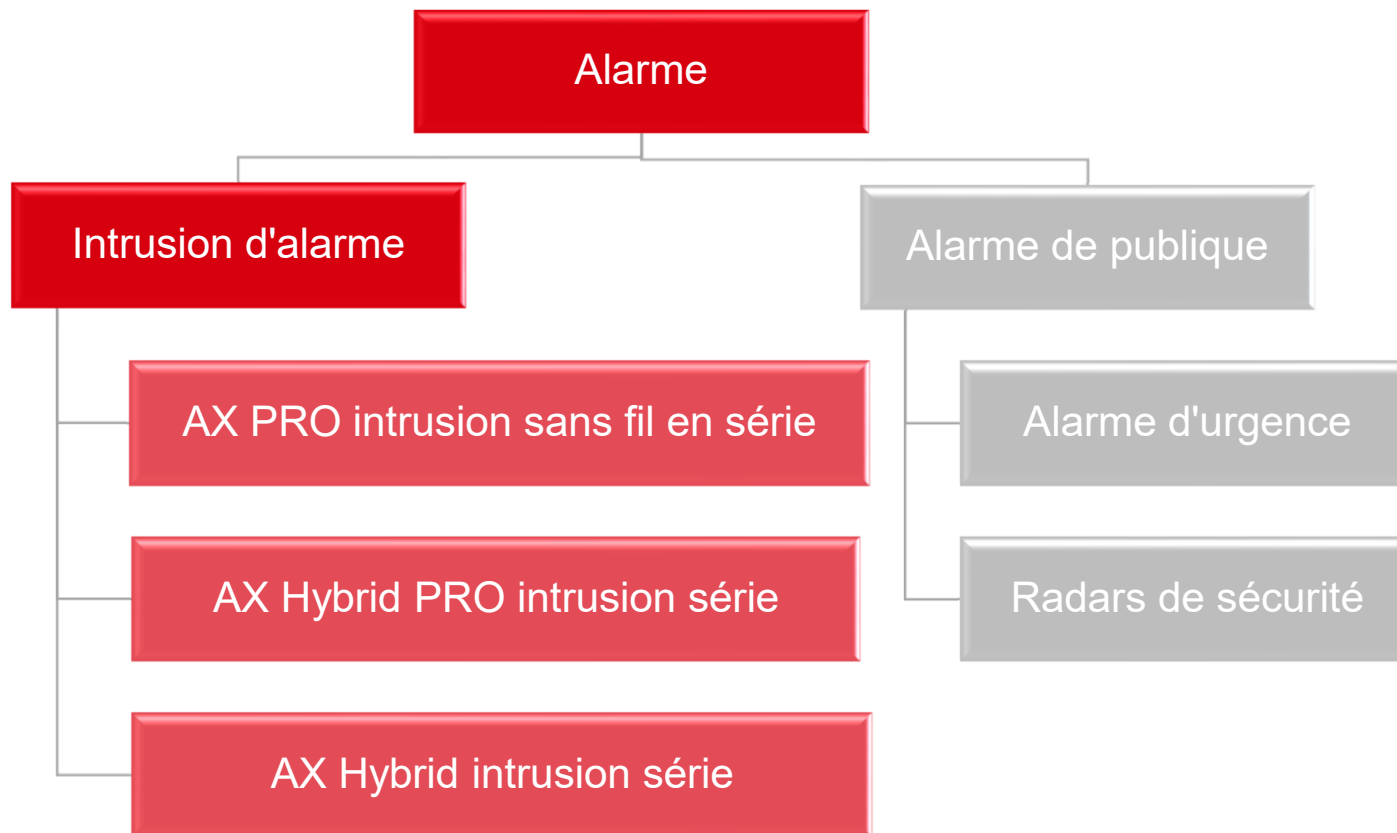 Alarme
Intrusion d'alarme
Alarme de publique
AX PRO intrusion sans fil en série
Alarme d'urgence
AX Hybrid PRO intrusion série
Radars de sécurité
AX Hybrid intrusion série